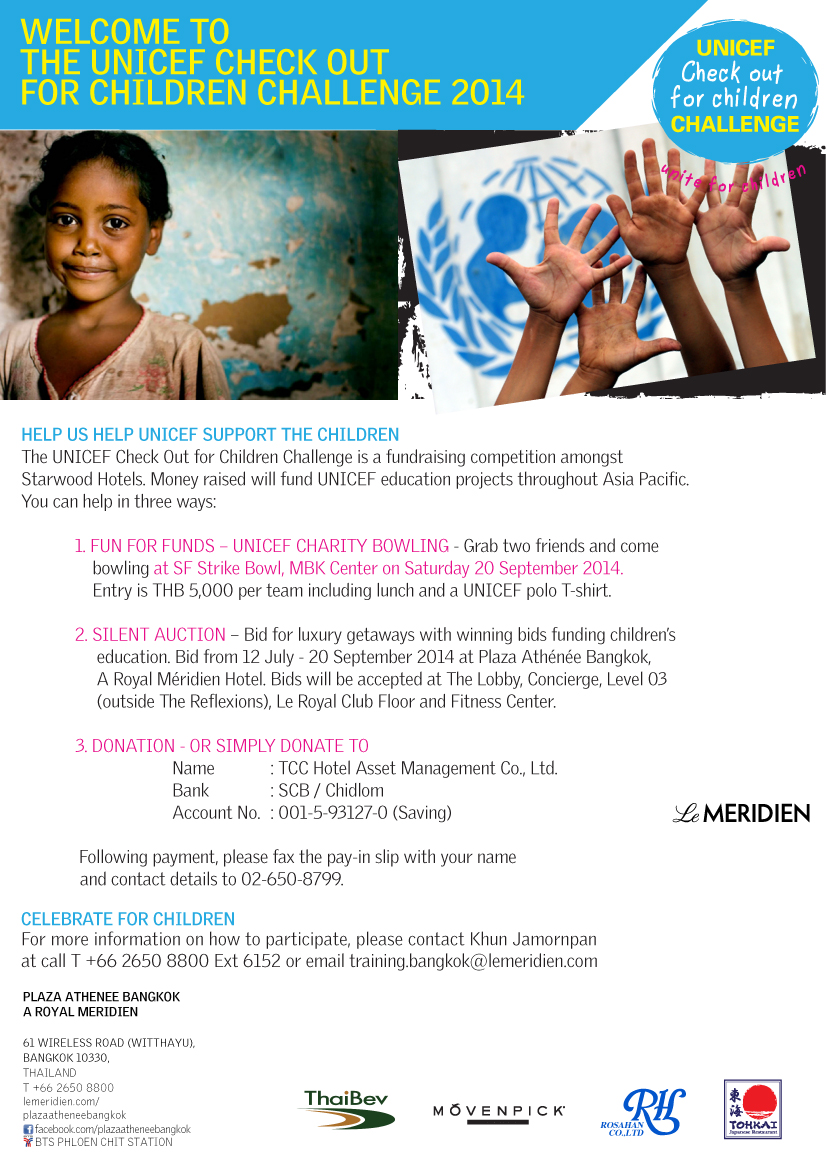 WELCOME TO
THE UNICEF CHECK OUT
FOR CHILDREN CHALLENGE 2014
UNICEF
Check out
for children
CHALLENGE
unite for children
HELP US HELP UNICEF SUPPORT THE CHILDREN
The UNICEF Check Out for Children Challenge is a fundraising competition amongst
Starwood Hotels. Money raised will fund UNICEF education projects throughout Asia Pacific.
You can help in three ways:
1. FUN FOR FUNDS – UNICEF CHARITY BOWLING - Grab two friends and come
bowling at SF Strike Bowl, MBK Center on Saturday 20 September 2014.
Entry is THB 5,000 per team including lunch and a UNICEF polo T-shirt.
2. SILENT AUCTION – Bid for luxury getaways with winning bids funding children's
education. Bid from 12 July - 20 September 2014 at Plaza Athénée Bangkok,
A Royal Méridien Hotel. Bids will be accepted at The Lobby, Concierge, Level 03
(outside The Reflexions), Le Royal Club Floor and Fitness Center.
3. DONATION - OR SIMPLY DONATE TO
Name : TCC Hotel Asset Management Co., Ltd.
Bank : SCB / Chidlom
Account No. : 001-5-93127-0 (Saving)
Le MERIDIEN
Following payment, please fax the pay-in slip with your name
and contact details to 02-650-8799.
CELEBRATE FOR CHILDREN
For more information on how to participate, please contact Khun Jamornpan
at call T +66 2650 8800 Ext 6152 or email training.bangkok@lemeridien.com
PLAZA ATHENEE BANGKOK
A ROYAL MERIDIEN
61 WIRELESS ROAD (WITTHAYU),
BANGKOK 10330,
THAILAND
T +66 2650 8800
lemeridien.com/
plazaatheneebangkok
facebook.com/plazaatheneebangkok
BTS PHLOEN CHIT STATION
ThaiBev
MÖVENPICK
RH
ROSAHAN
CO.,LTD
東海
TOHKAI
Japanese Restaurant